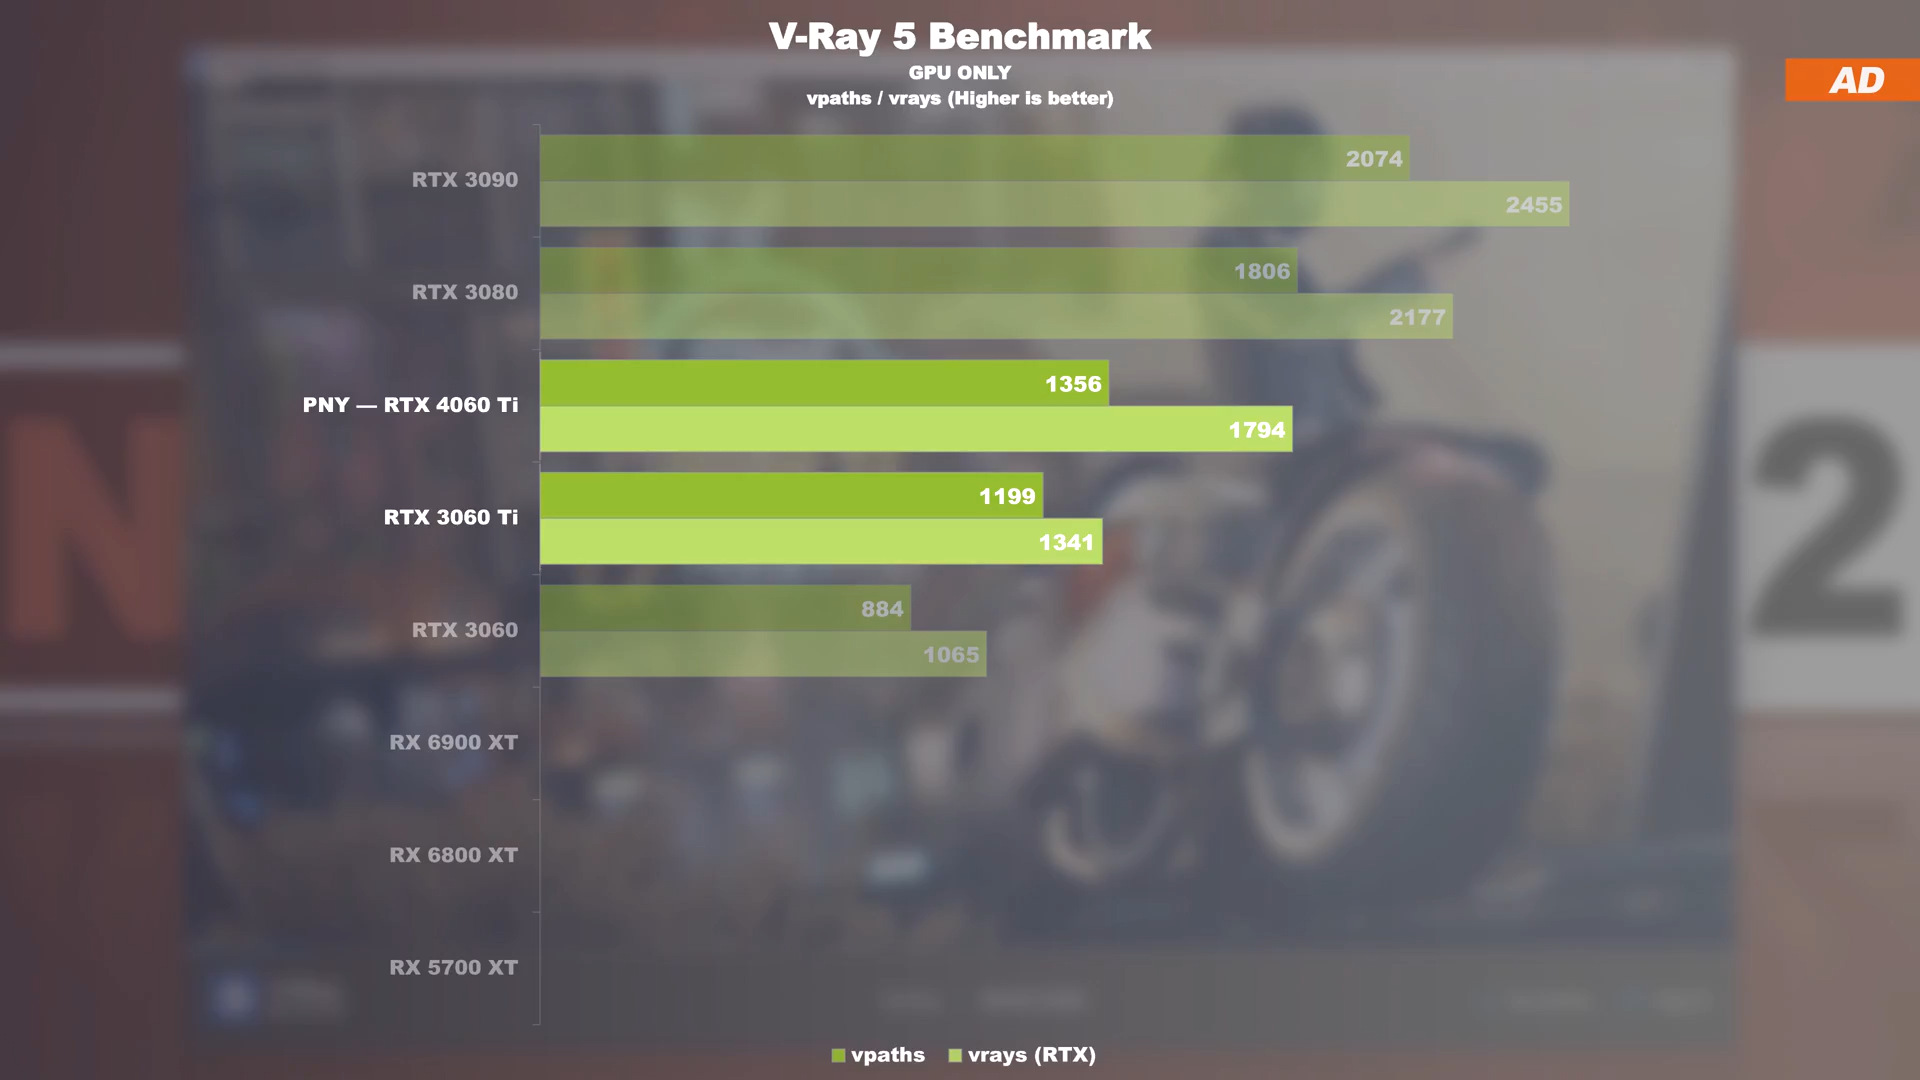 V-Ray 5 Benchmark
GPU ONLY
vpaths / vrays (Higher is better)
AD
RTX 3090
2074
2455
RTX 3080
1806
2177
PNY — RTX 4060 Ti
1356
1794
RTX 3060 Ti
1199
1341
RTX 3060
884
1065
RX 6900 XT
RX 6800 XT
RX 5700 XT
vpaths vrays (RTX)
N
2